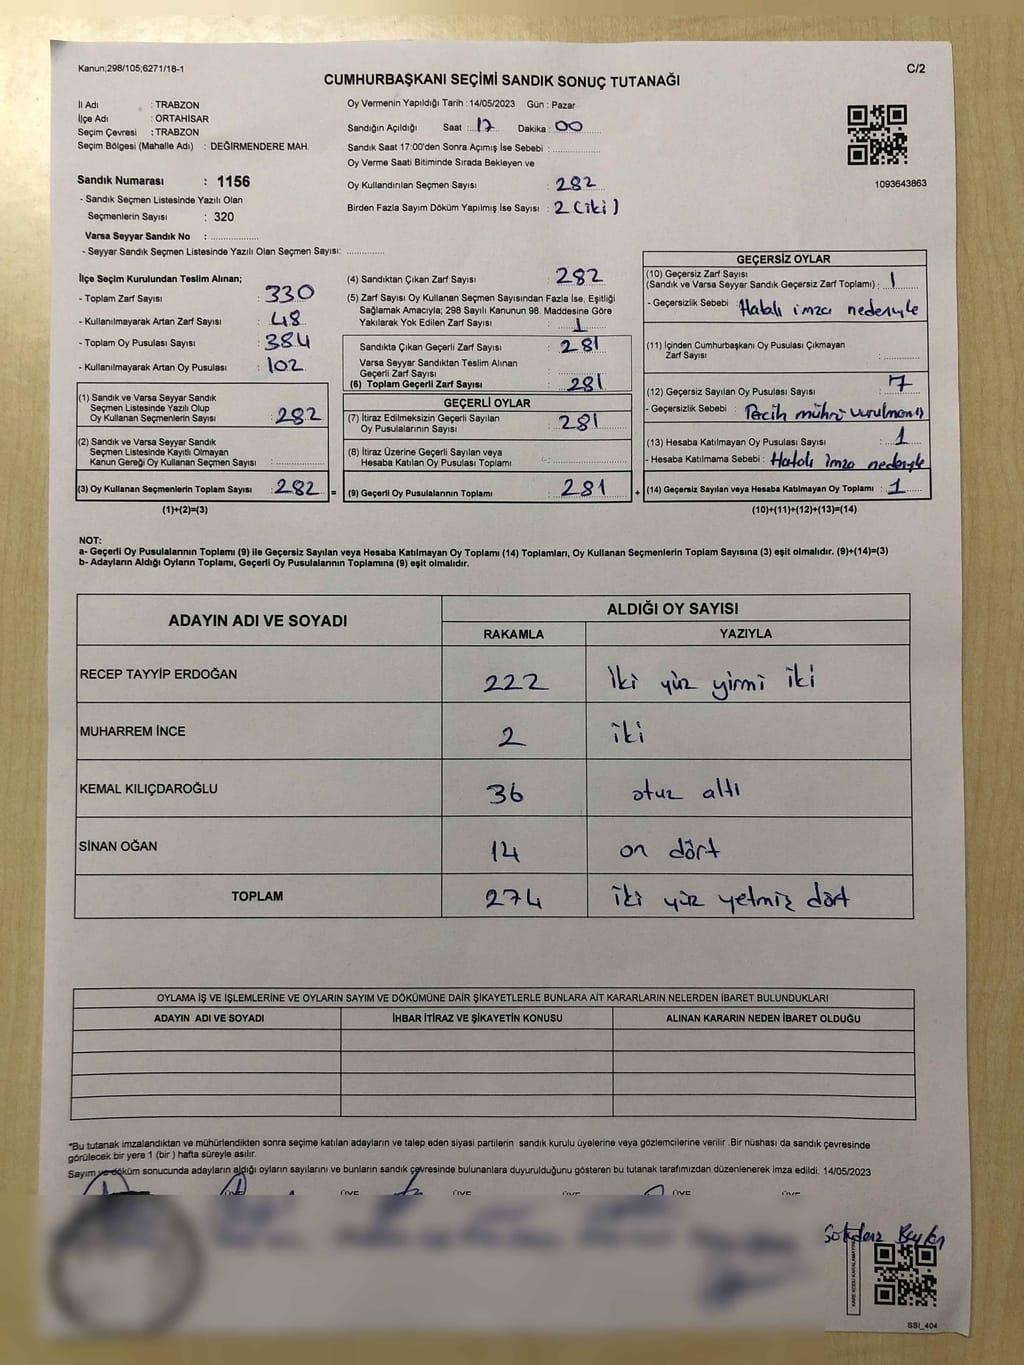 Kanun;298/105;6271/18-1
C/2
CUMHURBAŞKANI SEÇİMİ SANDIK SONUÇ TUTANAĞI
İl Adı : TRABZON
İlçe Adı : ORTAHİSAR
Seçim Çevresi : TRABZON
Seçim Bölgesi (Mahalle Adı) : DEĞİRMENDERE MAH.
Sandık Numarası : 1156
- Sandık Seçmen Listesinde Yazılı Olan
Seçmenlerin Sayısı : 320
Varsa Seyyar Sandık No : ................
- Seyyar Sandık Seçmen Listesinde Yazılı Olan Seçmen Sayısı: ............
Oy Vermenin Yapıldığı Tarih : 14/05/2023 Gün : Pazar
Sandığın Açıldığı Saat : 17 Dakika : 00
Sandık Saat 17:00'den Sonra Açımış İse Sebebi : ................
Oy Verme Saati Bitiminde Sırada Bekleyen ve
Oy Kullandırılan Seçmen Sayısı : 282
Birden Fazla Sayım Döküm Yapılmış İse Sayısı : 2 (iki)
1093643863
İlçe Seçim Kurulundan Teslim Alınan;
- Toplam Zarf Sayısı : 330
- Kullanılmayarak Artan Zarf Sayısı : 48
- Toplam Oy Pusulası Sayısı : 384
- Kullanılmayarak Artan Oy Pusulası : 102
(1) Sandık ve Varsa Seyyar Sandık
Seçmen Listesinde Yazılı Olup
Oy Kullanan Seçmenlerin Sayısı : 282
(2) Sandık ve Varsa Seyyar Sandık
Seçmen Listesinde Kayıtlı Olmayan
Kanun Gereği Oy Kullanan Seçmen Sayısı : ............
(3) Oy Kullanan Seçmenlerin Toplam Sayısı : 282 =
(1)+(2)=(3)
(4) Sandıktan Çıkan Zarf Sayısı : 282
(5) Zarf Sayısı Oy Kullanan Seçmen Sayısından Fazla İse, Eşitliği
Sağlamak Amacıyla; 298 Sayılı Kanunun 98. Maddesine Göre
Yakılarak Yok Edilen Zarf Sayısı : 1
Sandıkta Çıkan Geçerli Zarf Sayısı : 281
Varsa Seyyar Sandıktan Teslim Alınan
Geçerli Zarf Sayısı
(6) Toplam Geçerli Zarf Sayısı : 281
GEÇERLİ OYLAR
(7) İtiraz Edilmeksizin Geçerli Sayılan
Oy Pusulalarının Sayısı : 281
(8) İtiraz Üzerine Geçerli Sayılan veya
Hesaba Katılan Oy Pusulası Toplamı : ............
(9) Geçerli Oy Pusulalarının Toplamı : 281 +
GEÇERSİZ OYLAR
(10) Geçersiz Zarf Sayısı
(Sandık ve Varsa Seyyar Sandık Geçersiz Zarf Toplamı) : 1
- Geçersizlik Sebebi : Hatalı imza nedeniyle
(11) İçinden Cumhurbaşkanı Oy Pusulası Çıkmayan
Zarf Sayısı : ............
(12) Geçersiz Sayılan Oy Pusulası Sayısı : 7
- Geçersizlik Sebebi : Tercih mührü vurulmamış
(13) Hesaba Katılmayan Oy Pusulası Sayısı : 1
- Hesaba Katılmama Sebebi : Hatalı imza nedeniyle
(14) Geçersiz Sayılan veya Hesaba Katılmayan Oy Toplamı : 1
(10)+(11)+(12)+(13)=(14)
NOT:
a- Geçerli Oy Pusulalarının Toplamı (9) ile Geçersiz Sayılan veya Hesaba Katılmayan Oy Toplamı (14) Toplamları, Oy Kullanan Seçmenlerin Toplam Sayısına (3) eşit olmalıdır. (9)+(14)=(3)
b- Adayların Aldığı Oyların Toplamı, Geçerli Oy Pusulalarının Toplamına (9) eşit olmalıdır.
ADAYIN ADI VE SOYADI ALDIĞI OY SAYISI
RAKAMLA YAZIYLA
RECEP TAYYİP ERDOĞAN 222 iki yüz yirmi iki
MUHARREM İNCE 2 iki
KEMAL KILIÇDAROĞLU 36 otuz altı
SİNAN OĞAN 14 on dört
TOPLAM 274 iki yüz yetmiş dört
OYLAMA İŞ VE İŞLEMLERİNE VE OYLARIN SAYIM VE DÖKÜMÜNE DAİR ŞİKAYETLERLE BUNLARA AİT KARARLARIN NELERDEN İBARET BULUNDUKLARI
ADAYIN ADI VE SOYADI İHBAR İTİRAZ VE ŞİKAYETİN KONUSU ALINAN KARARIN NEDEN İBARET OLDUĞU
*Bu tutanak imzalandıktan ve mühürlendikten sonra seçime katılan adayların ve talep eden siyasi partilerin sandık kurulu üyelerine veya gözlemcilerine verilir .Bir nüshası da sandık çevresinde
görülecek bir yere 1 (bir ) hafta süreyle asılır.
Sayım ve döküm sonucunda adayların aldığı oyların sayılarını ve bunların sandık çevresinde bulunanlara duyurulduğunu gösteren bu tutanak tarafımızdan düzenlenerek imza edildi. 14/05/2023
ÜYE ÜYE ÜYE ÜYE ÜYE
SSİ_404